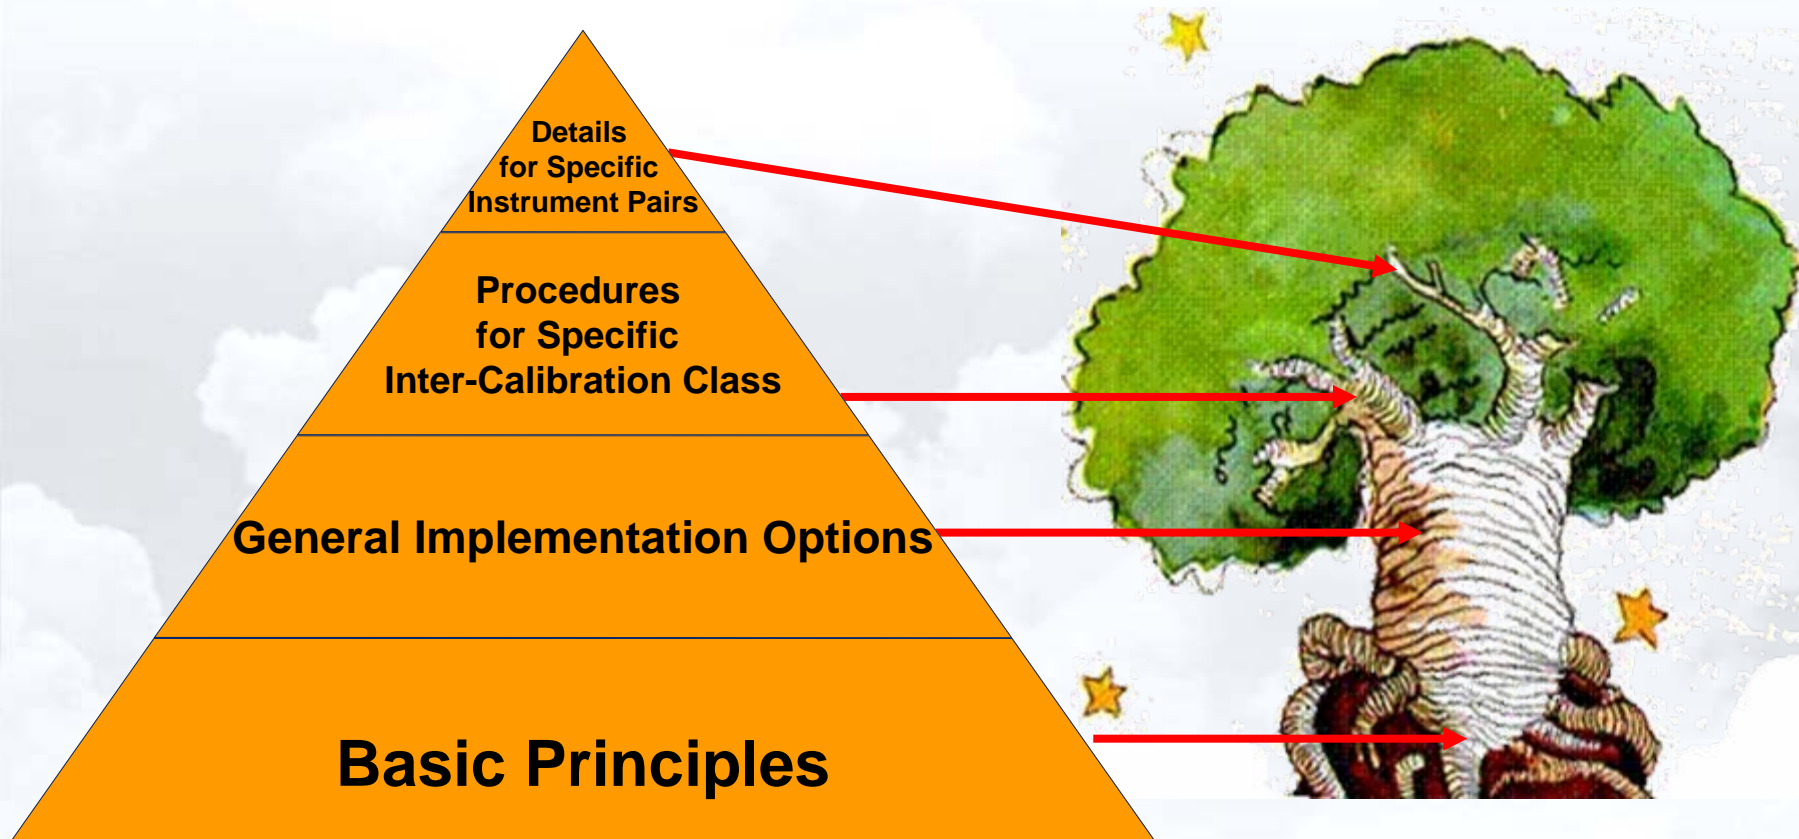 Details
for Specific
Instrument Pairs
Procedures
for Specific
Inter-Calibration Class
General Implementation Options
Basic Principles